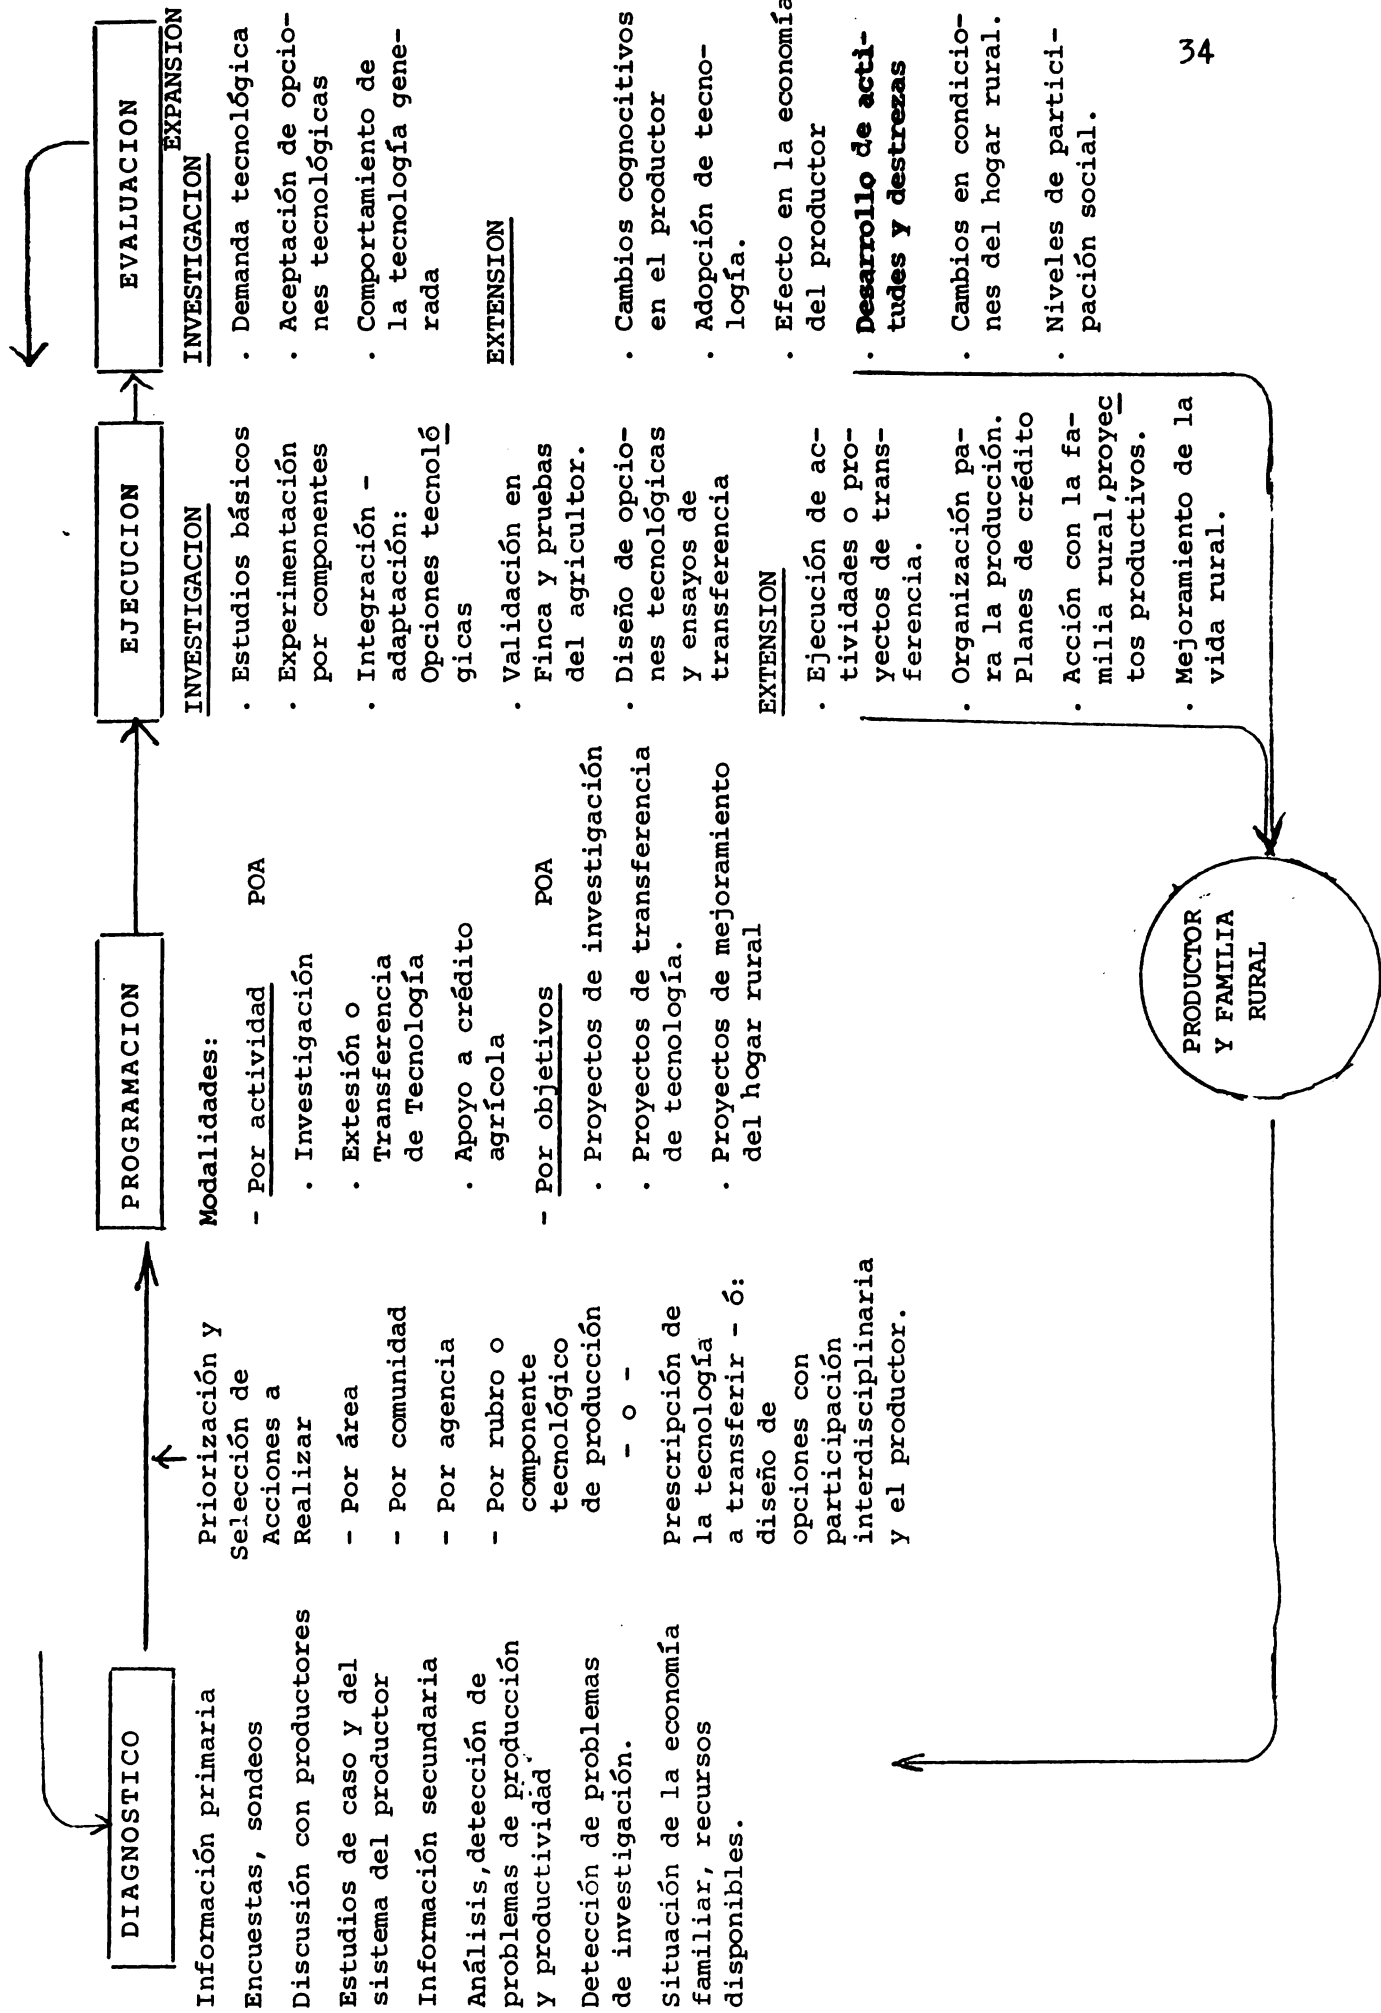 34
DIAGNOSTICO
Información primaria
Encuestas, sondeos
Discusión con productores
Estudios de caso y del
sistema del productor
Información secundaria
Análisis,detección de
problemas de producción
y productividad
Detección de problemas
de investigación.
Situación de la economía
familiar, recursos
disponibles.
Priorización y
Selección de
Acciones a
Realizar
- Por área
- Por comunidad
- Por agencia
- Por rubro o
componente
tecnológico
de producción
- o -
Prescripción de
la tecnología
a transferir - ó:
diseño de
opciones con
participación
interdisciplinaria
y el productor.
PROGRAMACION
Modalidades:
- Por actividad POA
. Investigación
. Extesión o
Transferencia
de Tecnología
. Apoyo a crédito
agrícola
- Por objetivos POA
. Proyectos de investigación
. Proyectos de transferencia
de tecnología.
. Proyectos de mejoramiento
del hogar rural
EJECUCION
INVESTIGACION
. Estudios básicos
. Experimentación
por componentes
. Integración -
adaptación:
Opciones tecnoló
gicas
. Validación en
Finca y pruebas
del agricultor.
. Diseño de opcio-
nes tecnológicas
y ensayos de
transferencia
EXTENSION
. Ejecución de ac-
tividades o pro-
yectos de trans-
ferencia.
. Organización pa-
ra la producción.
Planes de crédito
. Acción con la fa-
milia rural,proyec
tos productivos.
. Mejoramiento de la
vida rural.
EVALUACION
EXPANSION
INVESTIGACION
. Demanda tecnológica
. Aceptación de opcio-
nes tecnológicas
. Comportamiento de
la tecnología gene-
rada
EXTENSION
. Cambios cognocitivos
en el productor
. Adopción de tecno-
logía.
. Efecto en la economía
del productor
. Desarrollo de acti-
tudes y destrezas
. Cambios en condicio-
nes del hogar rural.
. Niveles de partici-
pación social.
PRODUCTOR
Y FAMILIA
RURAL